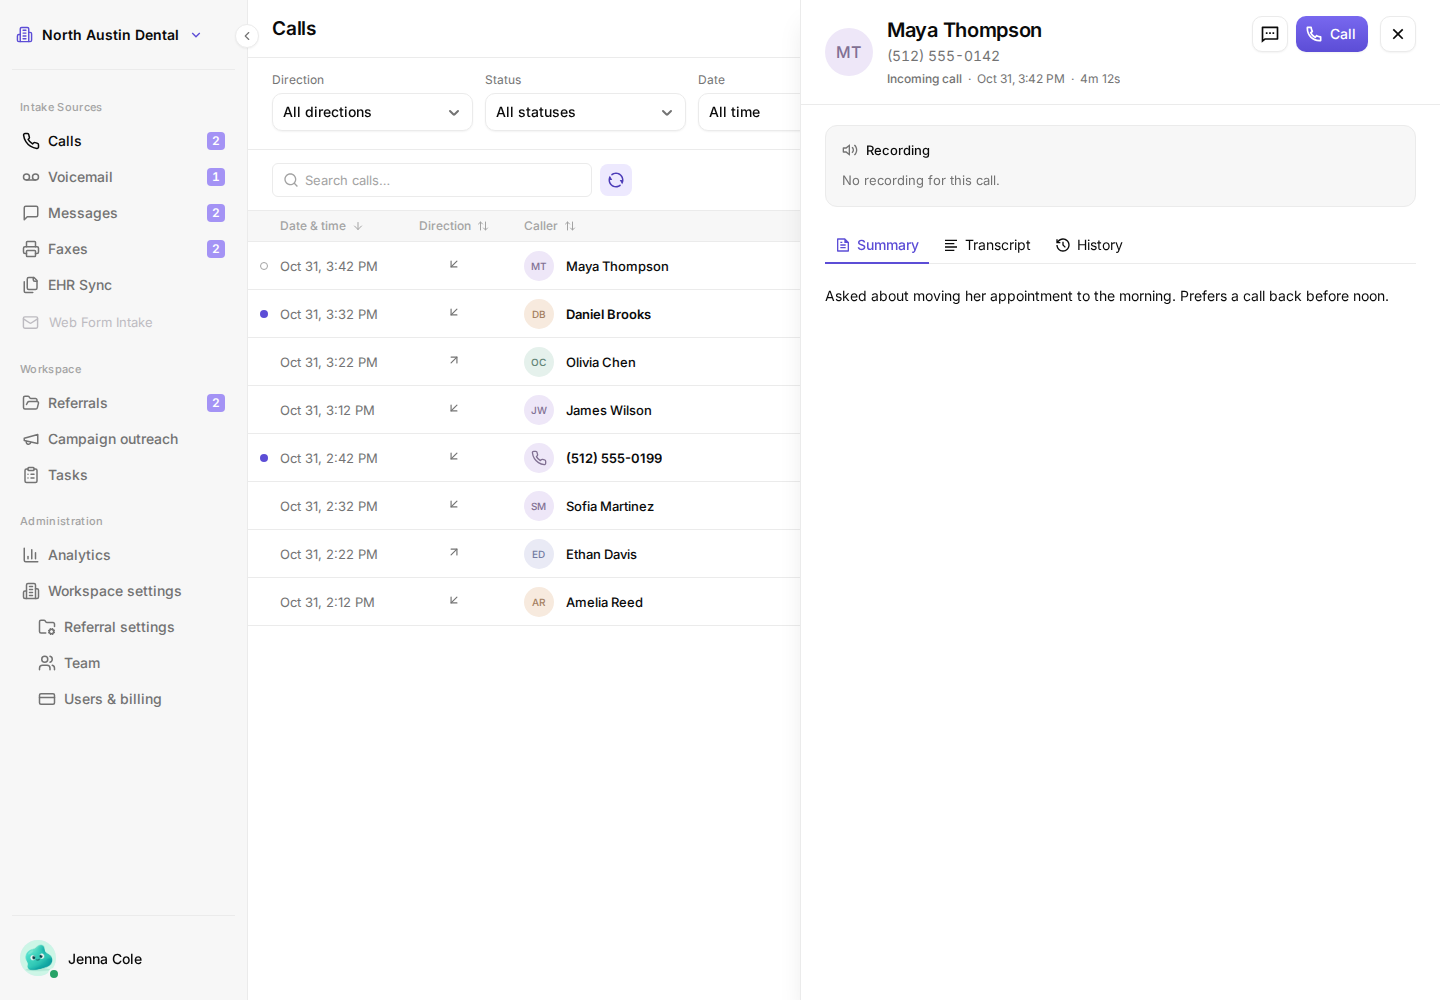 North Austin Dental
Intake Sources
Calls 2
Voicemail 1
Messages 2
Faxes 2
EHR Sync
Web Form Intake
Workspace
Referrals 2
Campaign outreach
Tasks
Administration
Analytics
Workspace settings
Referral settings
Team
Users & billing
Jenna Cole
Calls
Direction Status Date
All directions All statuses All time
Search calls...
Date & time Direction Caller
Oct 31, 3:42 PM MT Maya Thompson
Oct 31, 3:32 PM DB Daniel Brooks
Oct 31, 3:22 PM OC Olivia Chen
Oct 31, 3:12 PM JW James Wilson
Oct 31, 2:42 PM (512) 555-0199
Oct 31, 2:32 PM SM Sofia Martinez
Oct 31, 2:22 PM ED Ethan Davis
Oct 31, 2:12 PM AR Amelia Reed
MT
Maya Thompson
(512) 555-0142
Incoming call · Oct 31, 3:42 PM · 4m 12s
Call
Recording
No recording for this call.
Summary Transcript History
Asked about moving her appointment to the morning. Prefers a call back before noon.